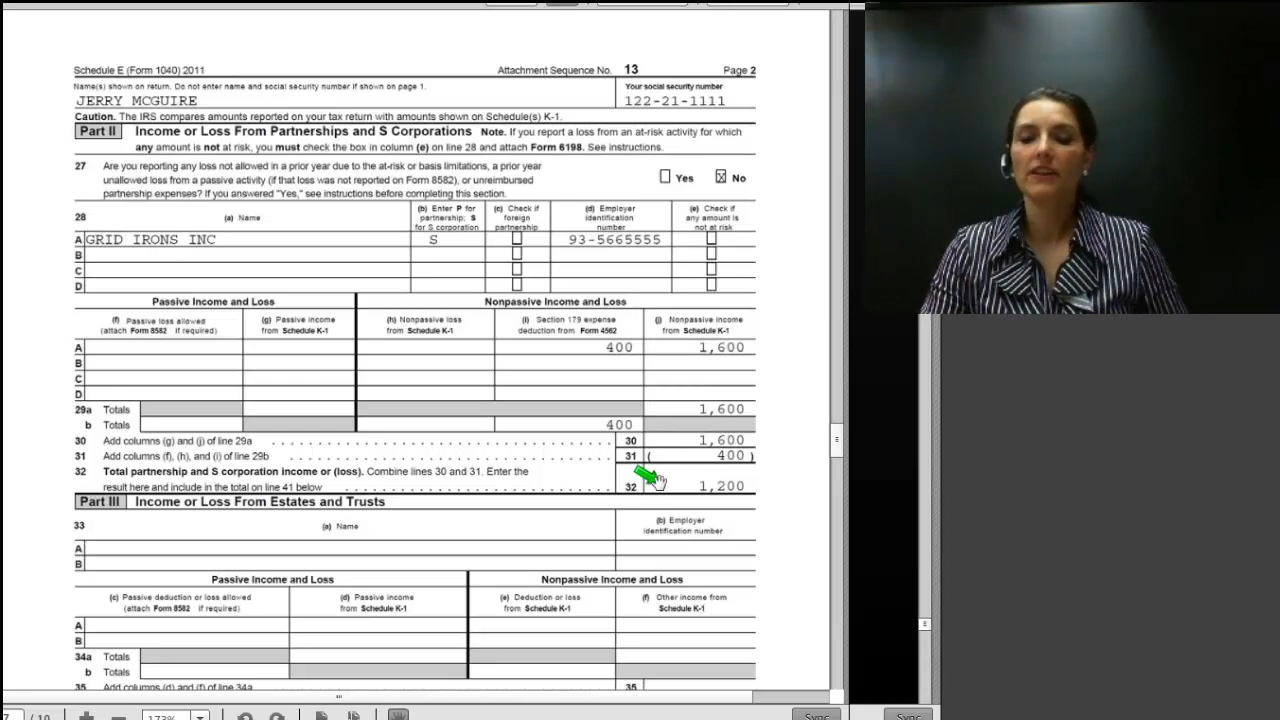 Schedule E (Form 1040) 2011 Attachment Sequence No. 13 Page 2
Name(s) shown on return. Do not enter name and social security number if shown on page 1. Your social security number
JERRY MCGUIRE 122-21-1111
Caution. The IRS compares amounts reported on your tax return with amounts shown on Schedule(s) K-1.
Part II Income or Loss From Partnerships and S Corporations Note. If you report a loss from an at-risk activity for which
any amount is not at risk, you must check the box in column (e) on line 28 and attach Form 6198. See instructions.
27 Are you reporting any loss not allowed in a prior year due to the at-risk or basis limitations, a prior year
unallowed loss from a passive activity (if that loss was not reported on Form 8582), or unreimbursed
partnership expenses? If you answered "Yes," see instructions before completing this section.
Yes X No
28 (a) Name (b) Enter P for partnership; S for S corporation (c) Check if foreign partnership (d) Employer identification number (e) Check if any amount is not at risk
A GRID IRONS INC S 93-5665555
B
C
D
Passive Income and Loss Nonpassive Income and Loss
(f) Passive loss allowed (attach Form 8582 if required) (g) Passive income from Schedule K-1 (h) Nonpassive loss from Schedule K-1 (i) Section 179 expense deduction from Form 4562 (j) Nonpassive income from Schedule K-1
A 400 1,600
B
C
D
29a Totals 1,600
b Totals 400
30 Add columns (g) and (j) of line 29a 30 1,600
31 Add columns (f), (h), and (i) of line 29b 31 ( 400 )
32 Total partnership and S corporation income or (loss). Combine lines 30 and 31. Enter the
result here and include in the total on line 41 below 32 1,200
Part III Income or Loss From Estates and Trusts
33 (a) Name (b) Employer identification number
A
B
Passive Income and Loss Nonpassive Income and Loss
(c) Passive deduction or loss allowed (attach Form 8582 if required) (d) Passive income from Schedule K-1 (e) Deduction or loss from Schedule K-1 (f) Other income from Schedule K-1
A
B
34a Totals
b Totals
35 Add columns (d) and (f) of line 34a 35
7 / 10 173% Sync Sync